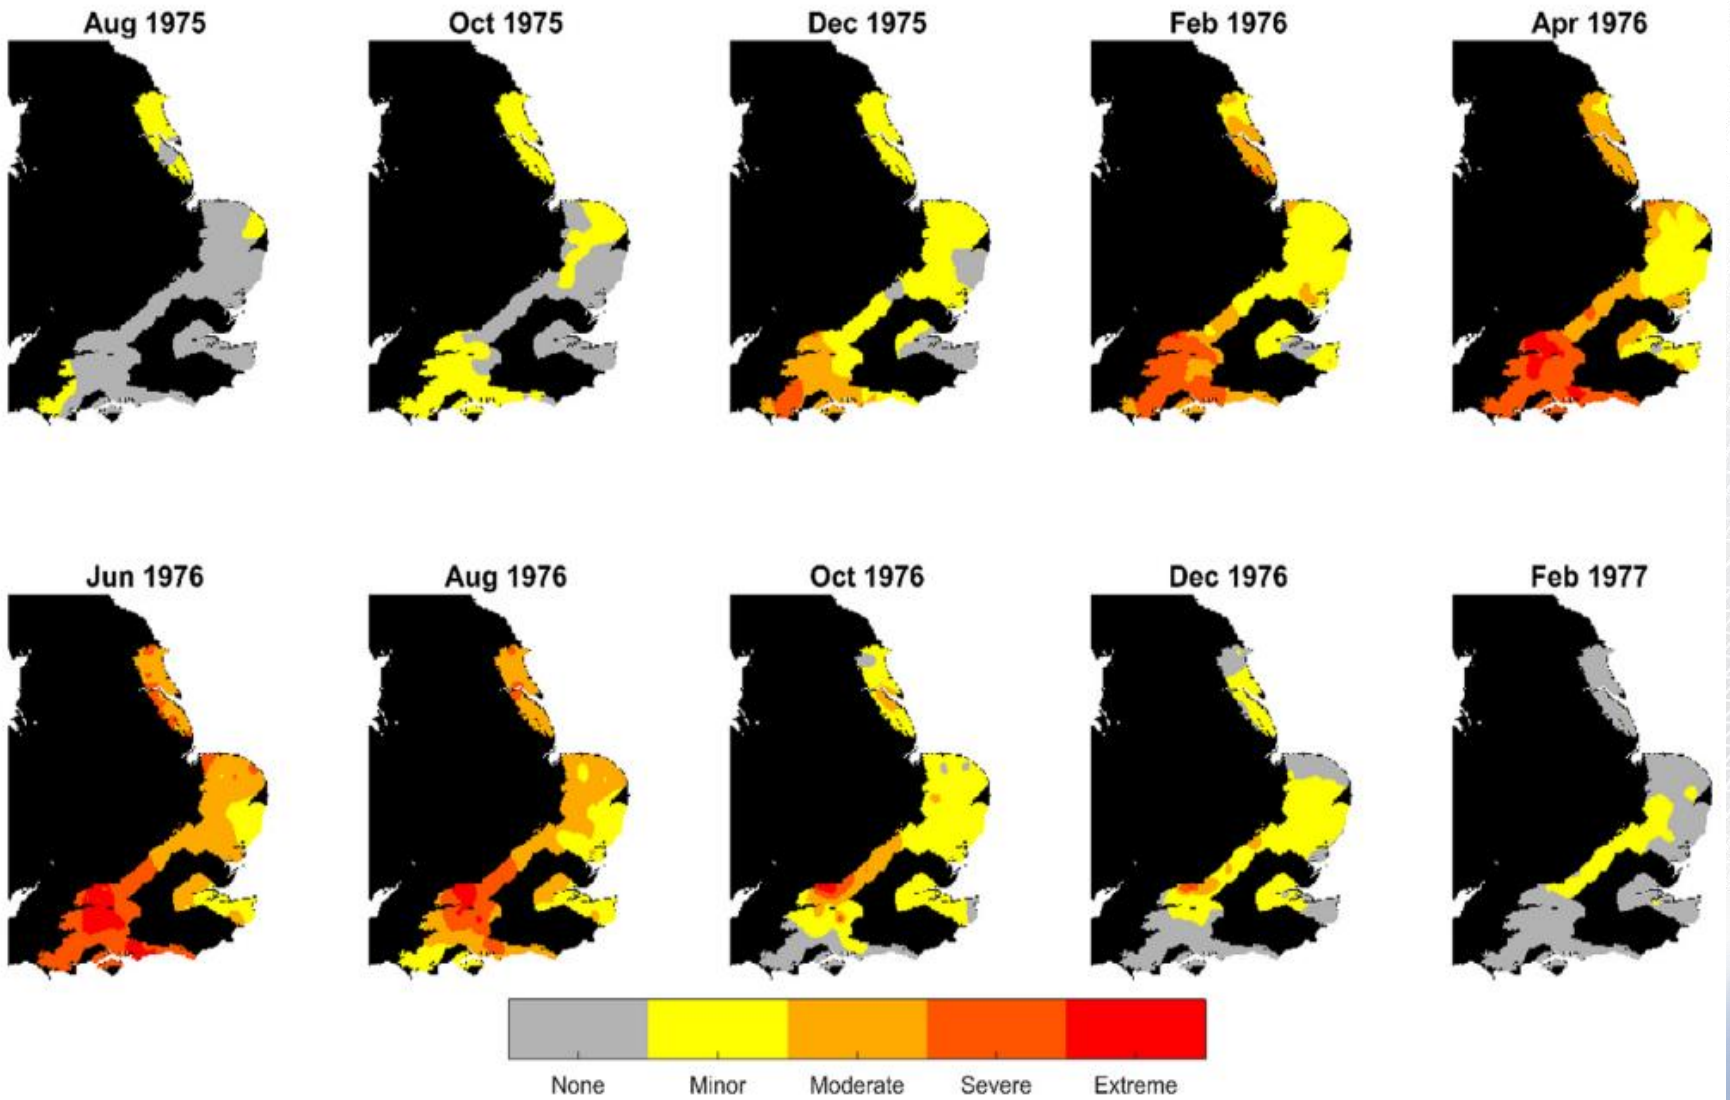 Aug 1975
Oct 1975
Dec 1975
Feb 1976
Apr 1976
Jun 1976
Aug 1976
Oct 1976
Dec 1976
Feb 1977
None
Minor
Moderate
Severe
Extreme